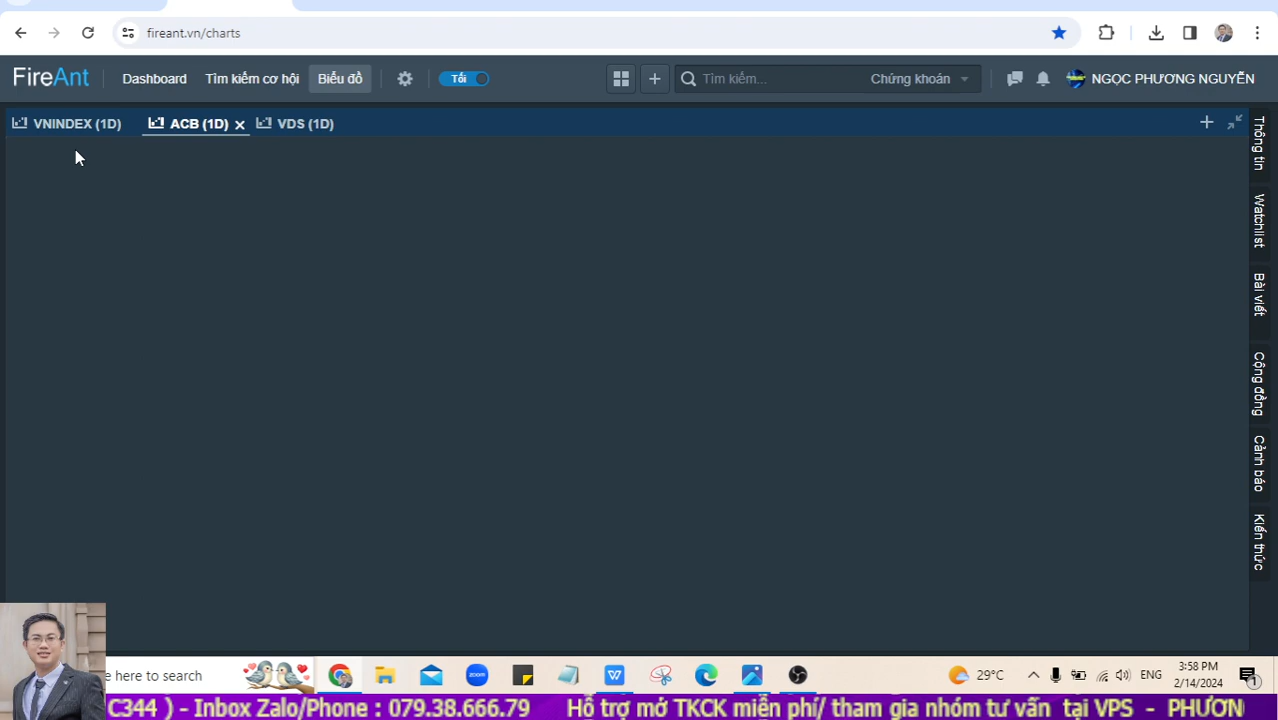 fireant.vn/charts
FireAnt Dashboard Tìm kiếm cơ hội Biểu đồ Tối Tìm kiếm... Chứng khoán NGỌC PHƯƠNG NGUYỄN
VNINDEX (1D) ACB (1D) VDS (1D)
Thông tin
Watchlist
Bài viết
Cộng đồng
Cảnh báo
Kiến thức
e here to search zoom 29°C ENG 3:58 PM
2/14/2024
C344 ) - Inbox Zalo/Phone : 079.38.666.79 Hỗ trợ mở TKCK miễn phí/ tham gia nhóm tư vấn tại VPS - PHƯƠN